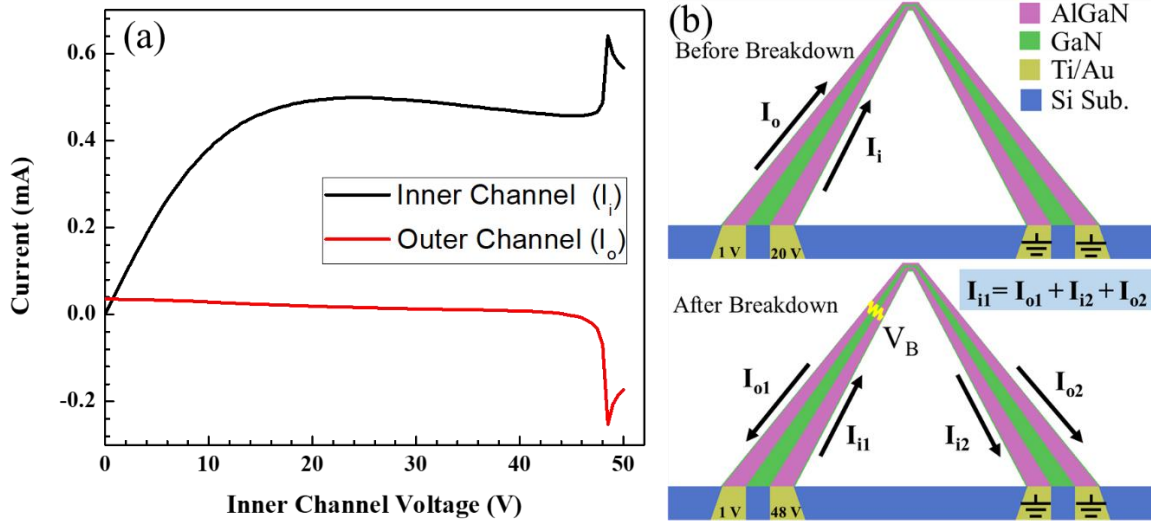 (a)
0.6
0.4
0.2
0.0
-0.2
Current (mA)
Inner Channel (Ii)
Outer Channel (Io)
0 10 20 30 40 50
Inner Channel Voltage (V)
(b)
AlGaN
GaN
Ti/Au
Si Sub.
Before Breakdown
Io
Ii
1 V 20 V
After Breakdown
Ii1= Io1 + Ii2 + Io2
VB
Io1
Ii1
Ii2
Io2
1 V 48 V